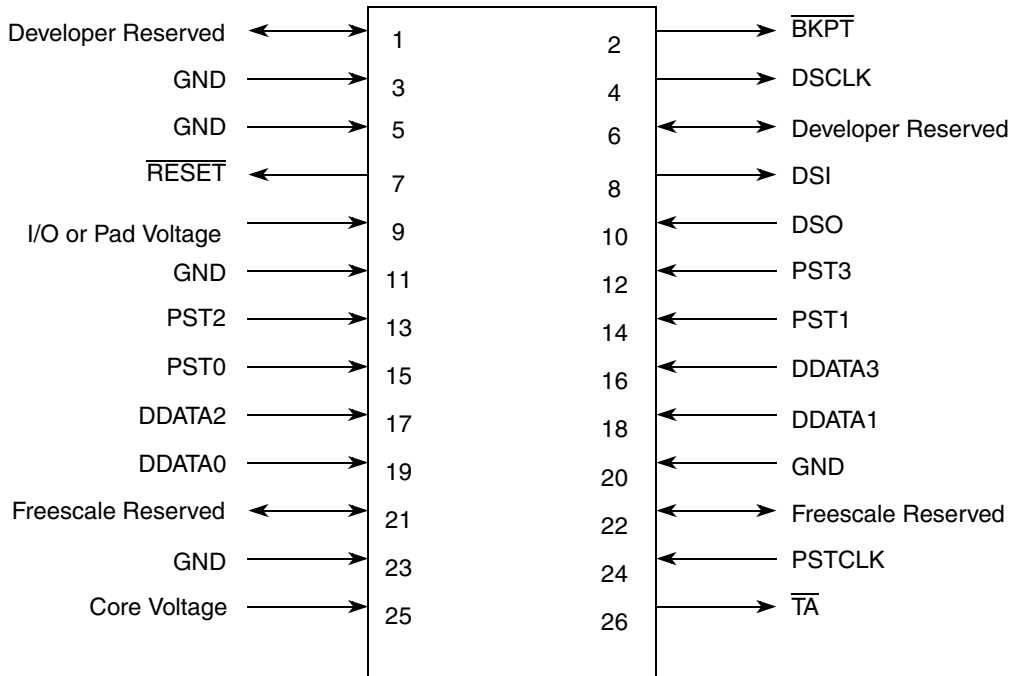 Developer Reserved 1 2 BKPT
GND 3 4 DSCLK
GND 5 6 Developer Reserved
RESET 7 8 DSI
I/O or Pad Voltage 9 10 DSO
GND 11 12 PST3
PST2 13 14 PST1
PST0 15 16 DDATA3
DDATA2 17 18 DDATA1
DDATA0 19 20 GND
Freescale Reserved 21 22 Freescale Reserved
GND 23 24 PSTCLK
Core Voltage 25 26 TA